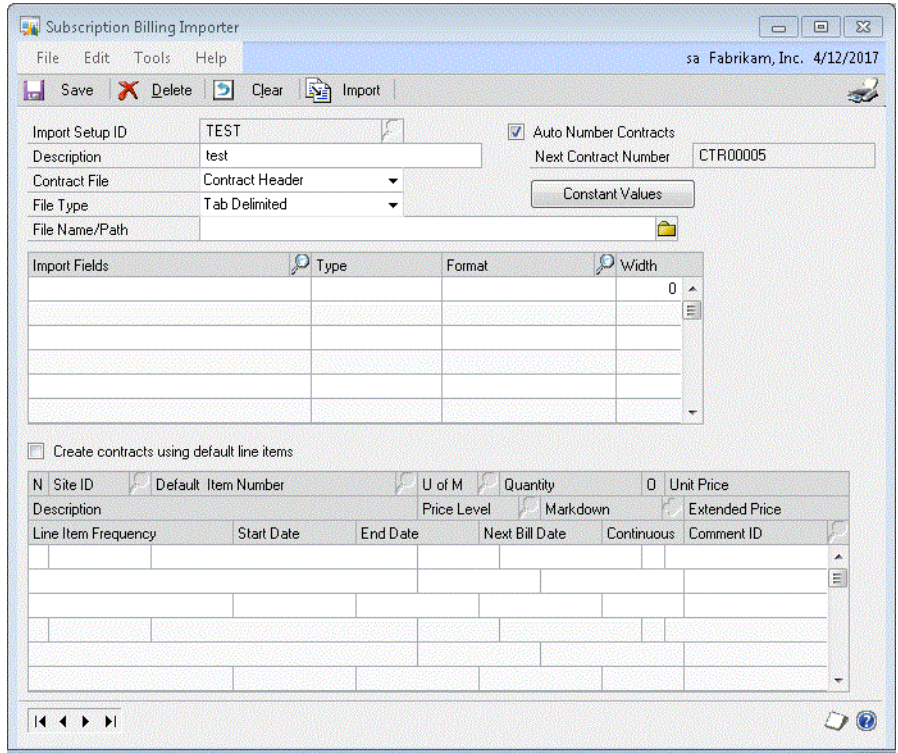 Subscription Billing Importer
File Edit Tools Help sa Fabrikam, Inc. 4/12/2017
Save Delete Clear Import
Import Setup ID TEST Auto Number Contracts
Description test Next Contract Number CTR00005
Contract File Contract Header
Constant Values
File Type Tab Delimited
File Name/Path
Import Fields Type Format Width
0
Create contracts using default line items
N Site ID Default Item Number U of M Quantity O Unit Price
Description Price Level Markdown Extended Price
Line Item Frequency Start Date End Date Next Bill Date Continuous Comment ID